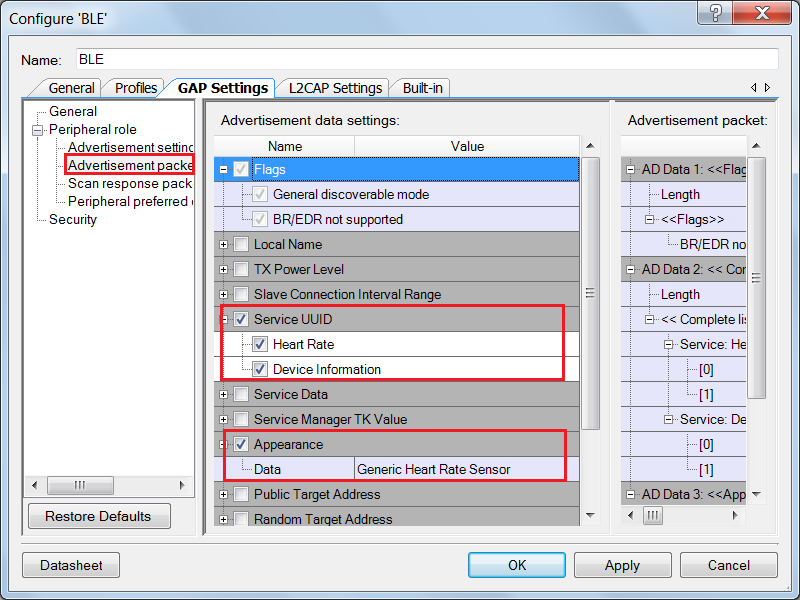 Configure 'BLE'
Name: BLE
General Profiles GAP Settings L2CAP Settings Built-in
General
Peripheral role
Advertisement setting
Advertisement packe
Scan response pack
Peripheral preferred
Security
Restore Defaults
Advertisement data settings:
Name Value
Flags
General discoverable mode
BR/EDR not supported
Local Name
TX Power Level
Slave Connection Interval Range
Service UUID
Heart Rate
Device Information
Service Data
Service Manager TK Value
Appearance
Data Generic Heart Rate Sensor
Public Target Address
Random Target Address
Advertisement packet:
AD Data 1: <<Flag
Length
<<Flags>>
BR/EDR no
AD Data 2: << Con
Length
<< Complete lis
Service: He
[0]
[1]
Service: De
[0]
[1]
AD Data 3: <<App
Datasheet OK Apply Cancel